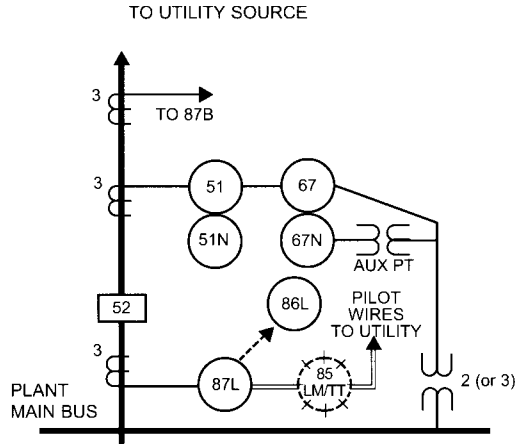 TO UTILITY SOURCE
3
TO 87B
3
51
67
51N
67N
AUX PT
86L
PILOT
WIRES
TO UTILITY
52
3
87L
85
LM/TT
2 (or 3)
PLANT
MAIN BUS